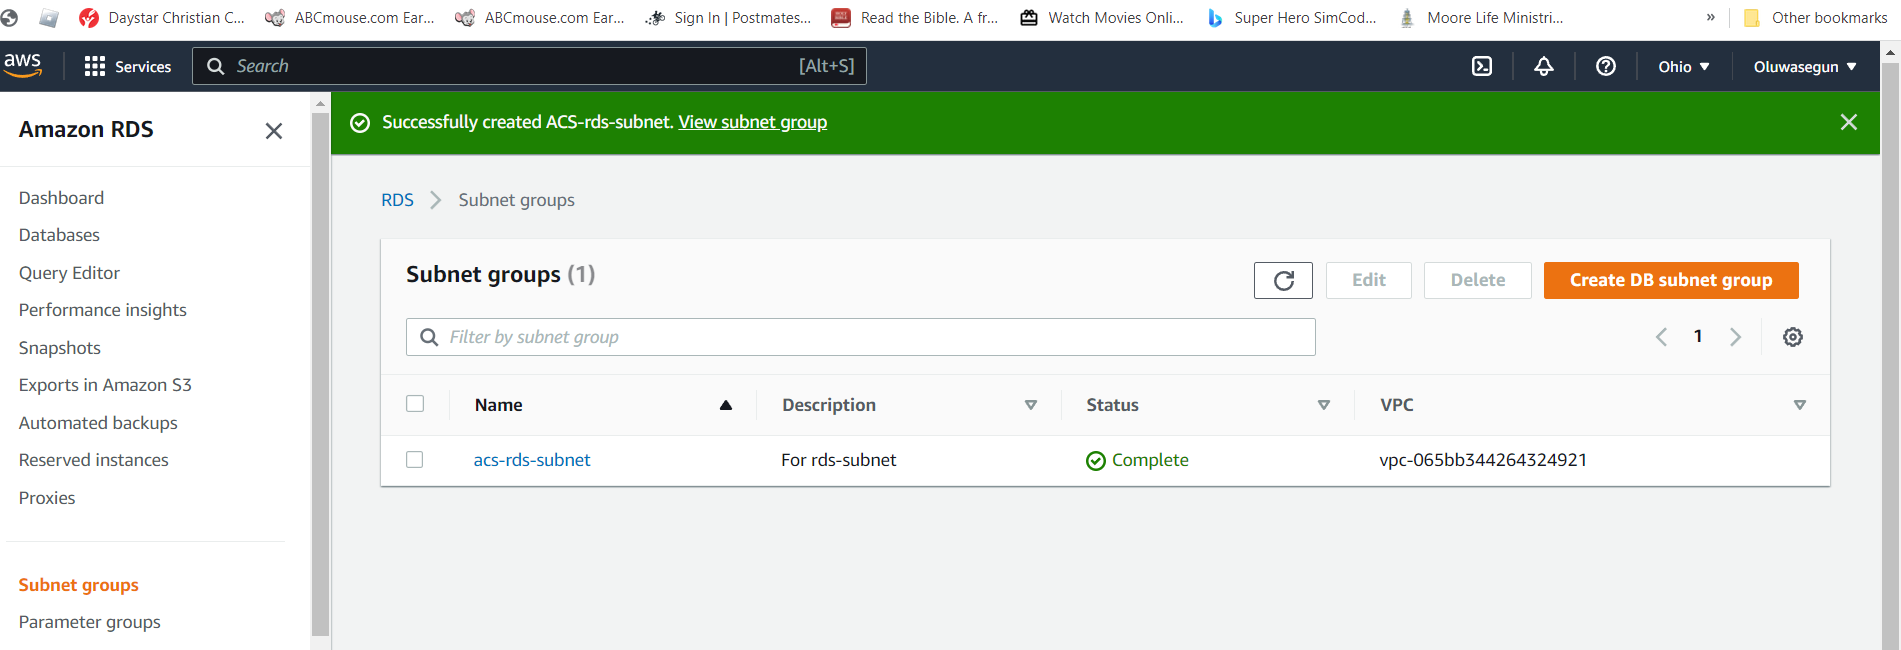 Daystar Christian C... ABCmouse.com Ear... ABCmouse.com Ear... Sign In | Postmates... Read the Bible. A fr... Watch Movies Onli... Super Hero SimCod... Moore Life Ministri... » Other bookmarks
aws Services Search [Alt+S] Ohio Oluwasegun
Amazon RDS
Dashboard
Databases
Query Editor
Performance insights
Snapshots
Exports in Amazon S3
Automated backups
Reserved instances
Proxies
Subnet groups
Parameter groups
Successfully created ACS-rds-subnet. View subnet group
RDS Subnet groups
Subnet groups (1)
Edit Delete Create DB subnet group
Filter by subnet group 1
Name Description Status VPC
acs-rds-subnet For rds-subnet Complete vpc-065bb344264324921